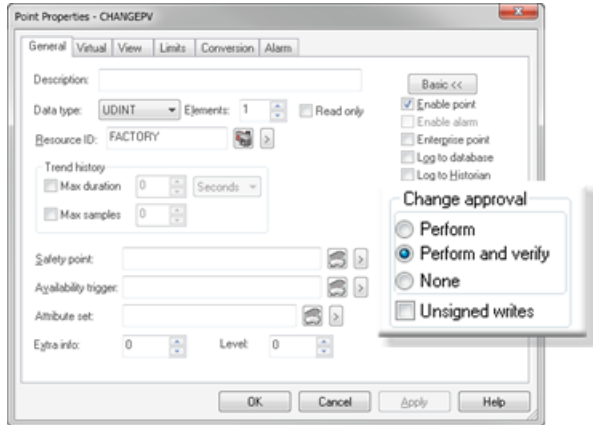 Point Properties - CHANGEPV
General Virtual View Limits Conversion Alarm
Description:
Basic <<
Data type: UDINT Elements: 1 Read only
Enable point
Enable alarm
Resource ID: FACTORY >
Enterprise point
Log to database
Log to Historian
Trend history
Max duration 0 Seconds
Max samples 0
Change approval
Perform
Perform and verify
None
Unsigned writes
Safety point: >
Availability trigger: >
Attribute set: >
Extra info: 0 Level: 0
OK Cancel Apply Help